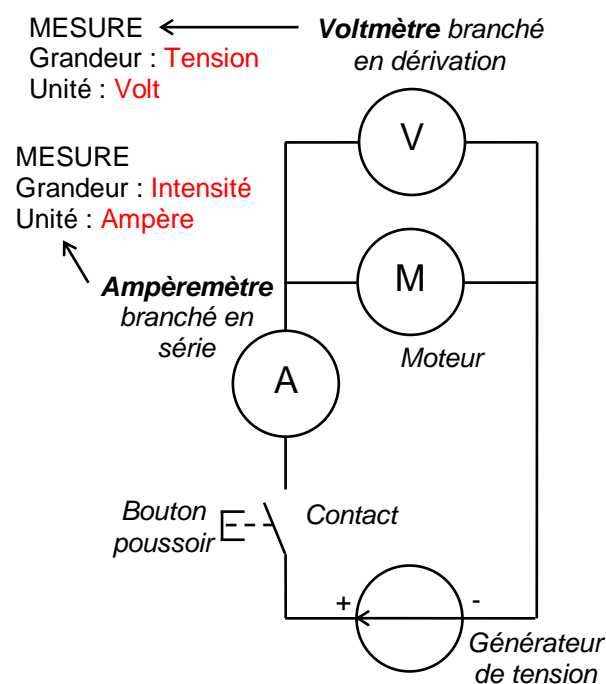 MESURE
Grandeur : Tension
Unité : Volt
Voltmètre branché
en dérivation
V
MESURE
Grandeur : Intensité
Unité : Ampère
Ampèremètre
branché en
série
M
Moteur
A
Bouton
poussoir
Contact
+
-
Générateur
de tension